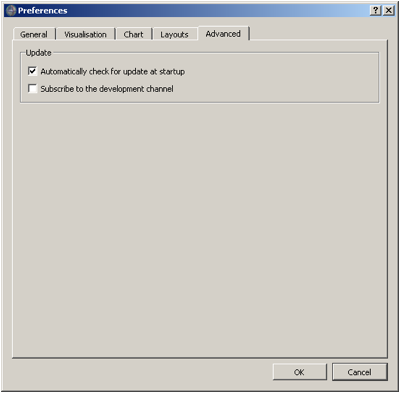 Preferences
General Visualisation Chart Layouts Advanced
Update
Automatically check for update at startup
Subscribe to the development channel
OK Cancel